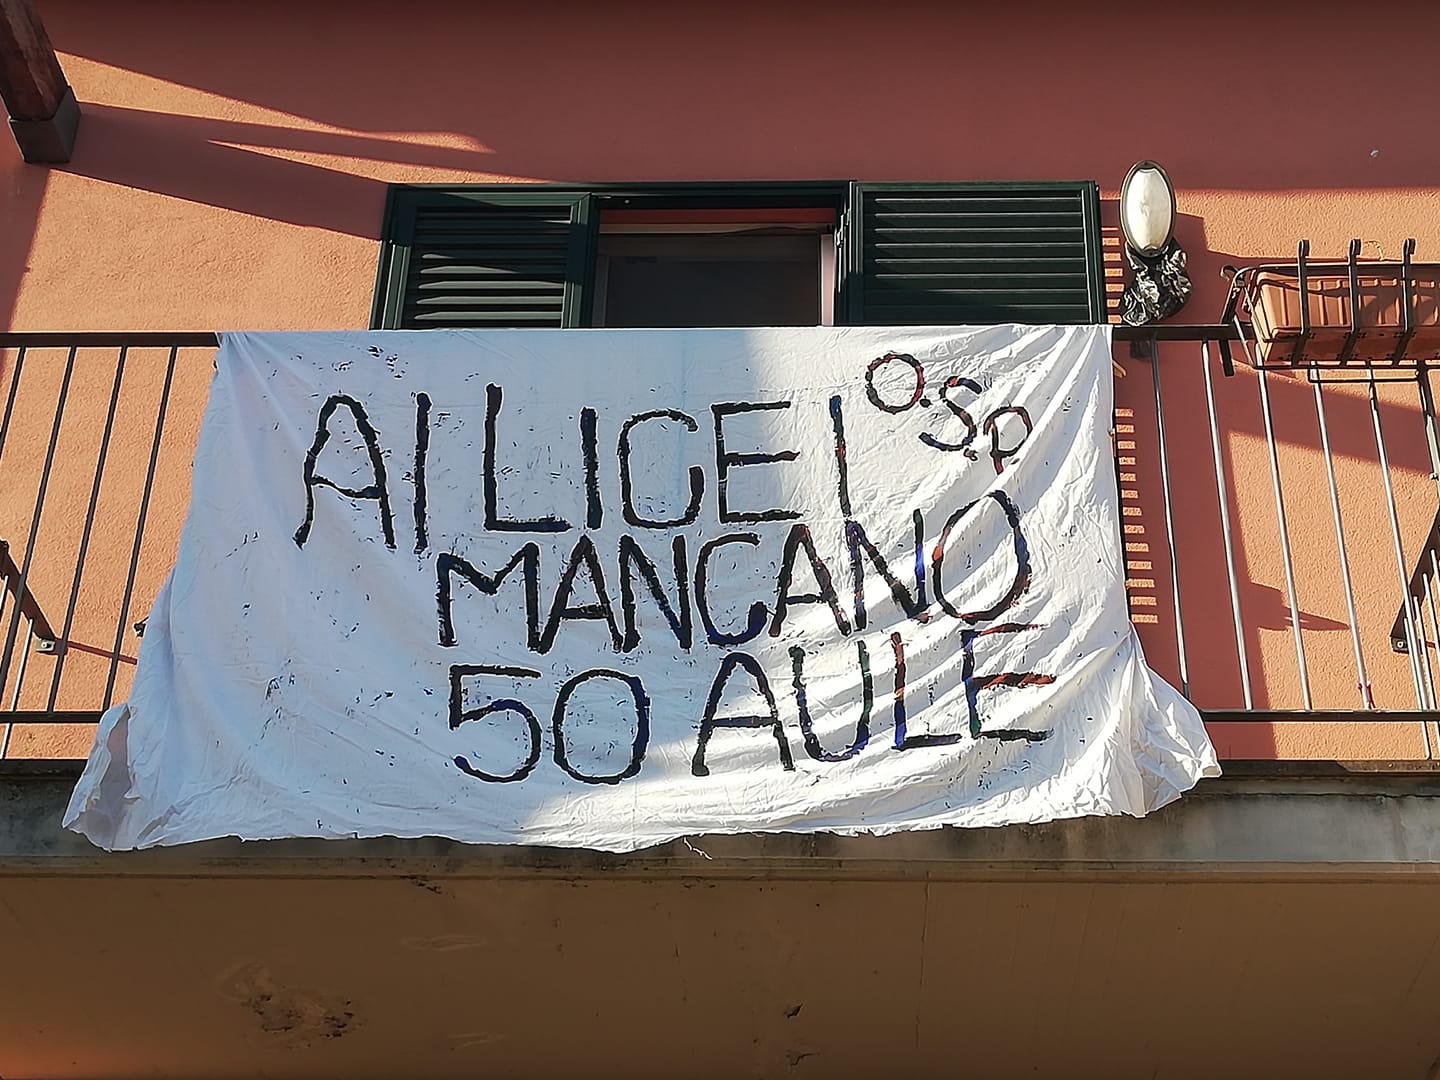 AI LICEI O.S.P
MANCANO
50 AULE